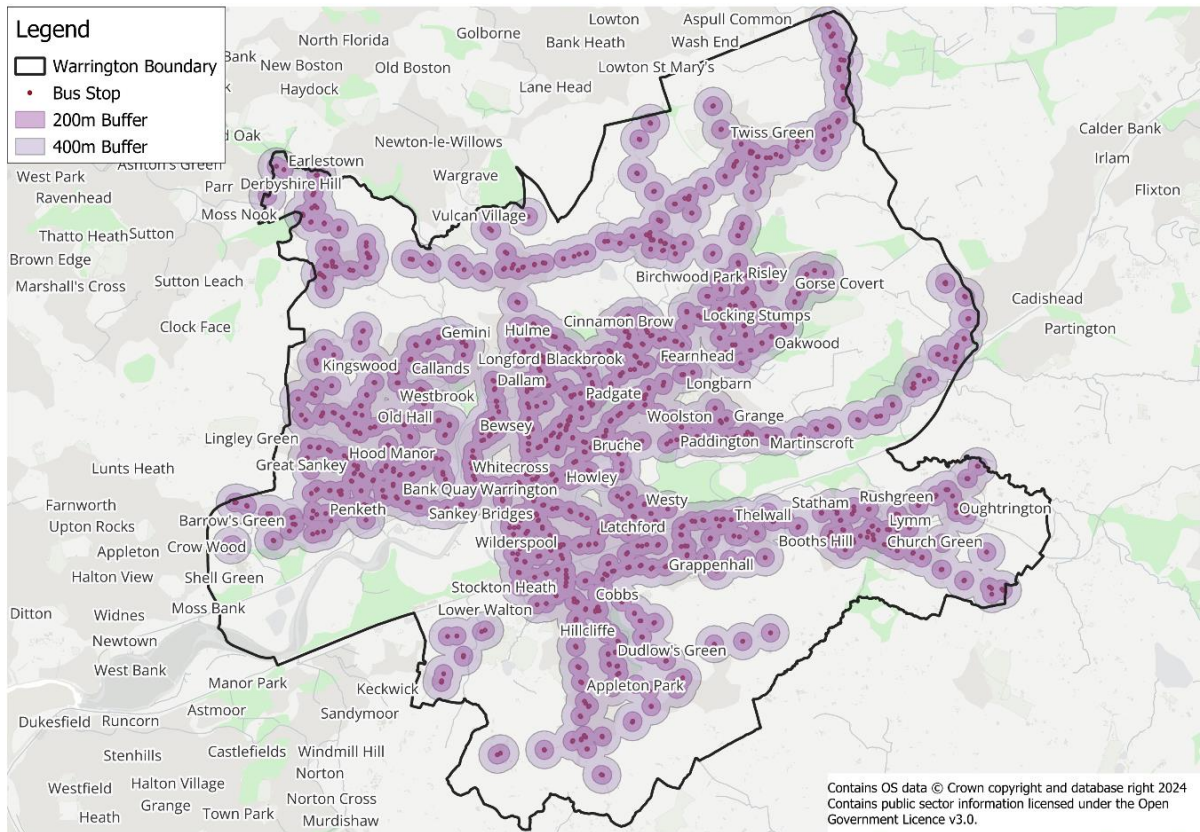 Legend
Warrington Boundary
Bus Stop
200m Buffer
400m Buffer
Lowton
Aspull Common
Golborne
North Florida
Bank Heath
Wash End
Bank
New Boston
Old Boston
Lowton St Mary's
Haydock
Lane Head
d Oak
Newton-le-Willows
Twiss Green
Calder Bank
Ashton's Green
Earlestown
Irlam
West Park
Parr
Derbyshire Hill
Wargrave
Flixton
Ravenhead
Moss Nook
Vulcan Village
Thatto Heath
Sutton
Brown Edge
Birchwood Park
Risley
Marshall's Cross
Sutton Leach
Gorse Covert
Cadishead
Clock Face
Gemini
Hulme
Cinnamon Brow
Locking Stumps
Partington
Kingswood
Callands
Longford
Blackbrook
Fearnhead
Oakwood
Dallam
Longbarn
Westbrook
Padgate
Old Hall
Woolston
Grange
Lingley Green
Bewsey
Bruche
Paddington
Martinscroft
Lunts Heath
Great Sankey
Hood Manor
Whitecross
Howley
Farnworth
Bank Quay
Warrington
Westy
Statham
Rushgreen
Upton Rocks
Barrow's Green
Penketh
Sankey Bridges
Thelwall
Lymm
Oughtrington
Appleton
Crow Wood
Wilderspool
Latchford
Booths Hill
Church Green
Halton View
Shell Green
Grappenhall
Stockton Heath
Cobbs
Ditton
Widnes
Moss Bank
Lower Walton
Newtown
Hillcliffe
Dudlow's Green
West Bank
Manor Park
Keckwick
Appleton Park
Astmoor
Sandymoor
Dukesfield
Runcorn
Stenhills
Castlefields
Windmill Hill
Norton
Westfield
Halton Village
Norton Cross
Heath
Grange
Town Park
Murdishaw
Contains OS data © Crown copyright and database right 2024
Contains public sector information licensed under the Open
Government Licence v3.0.